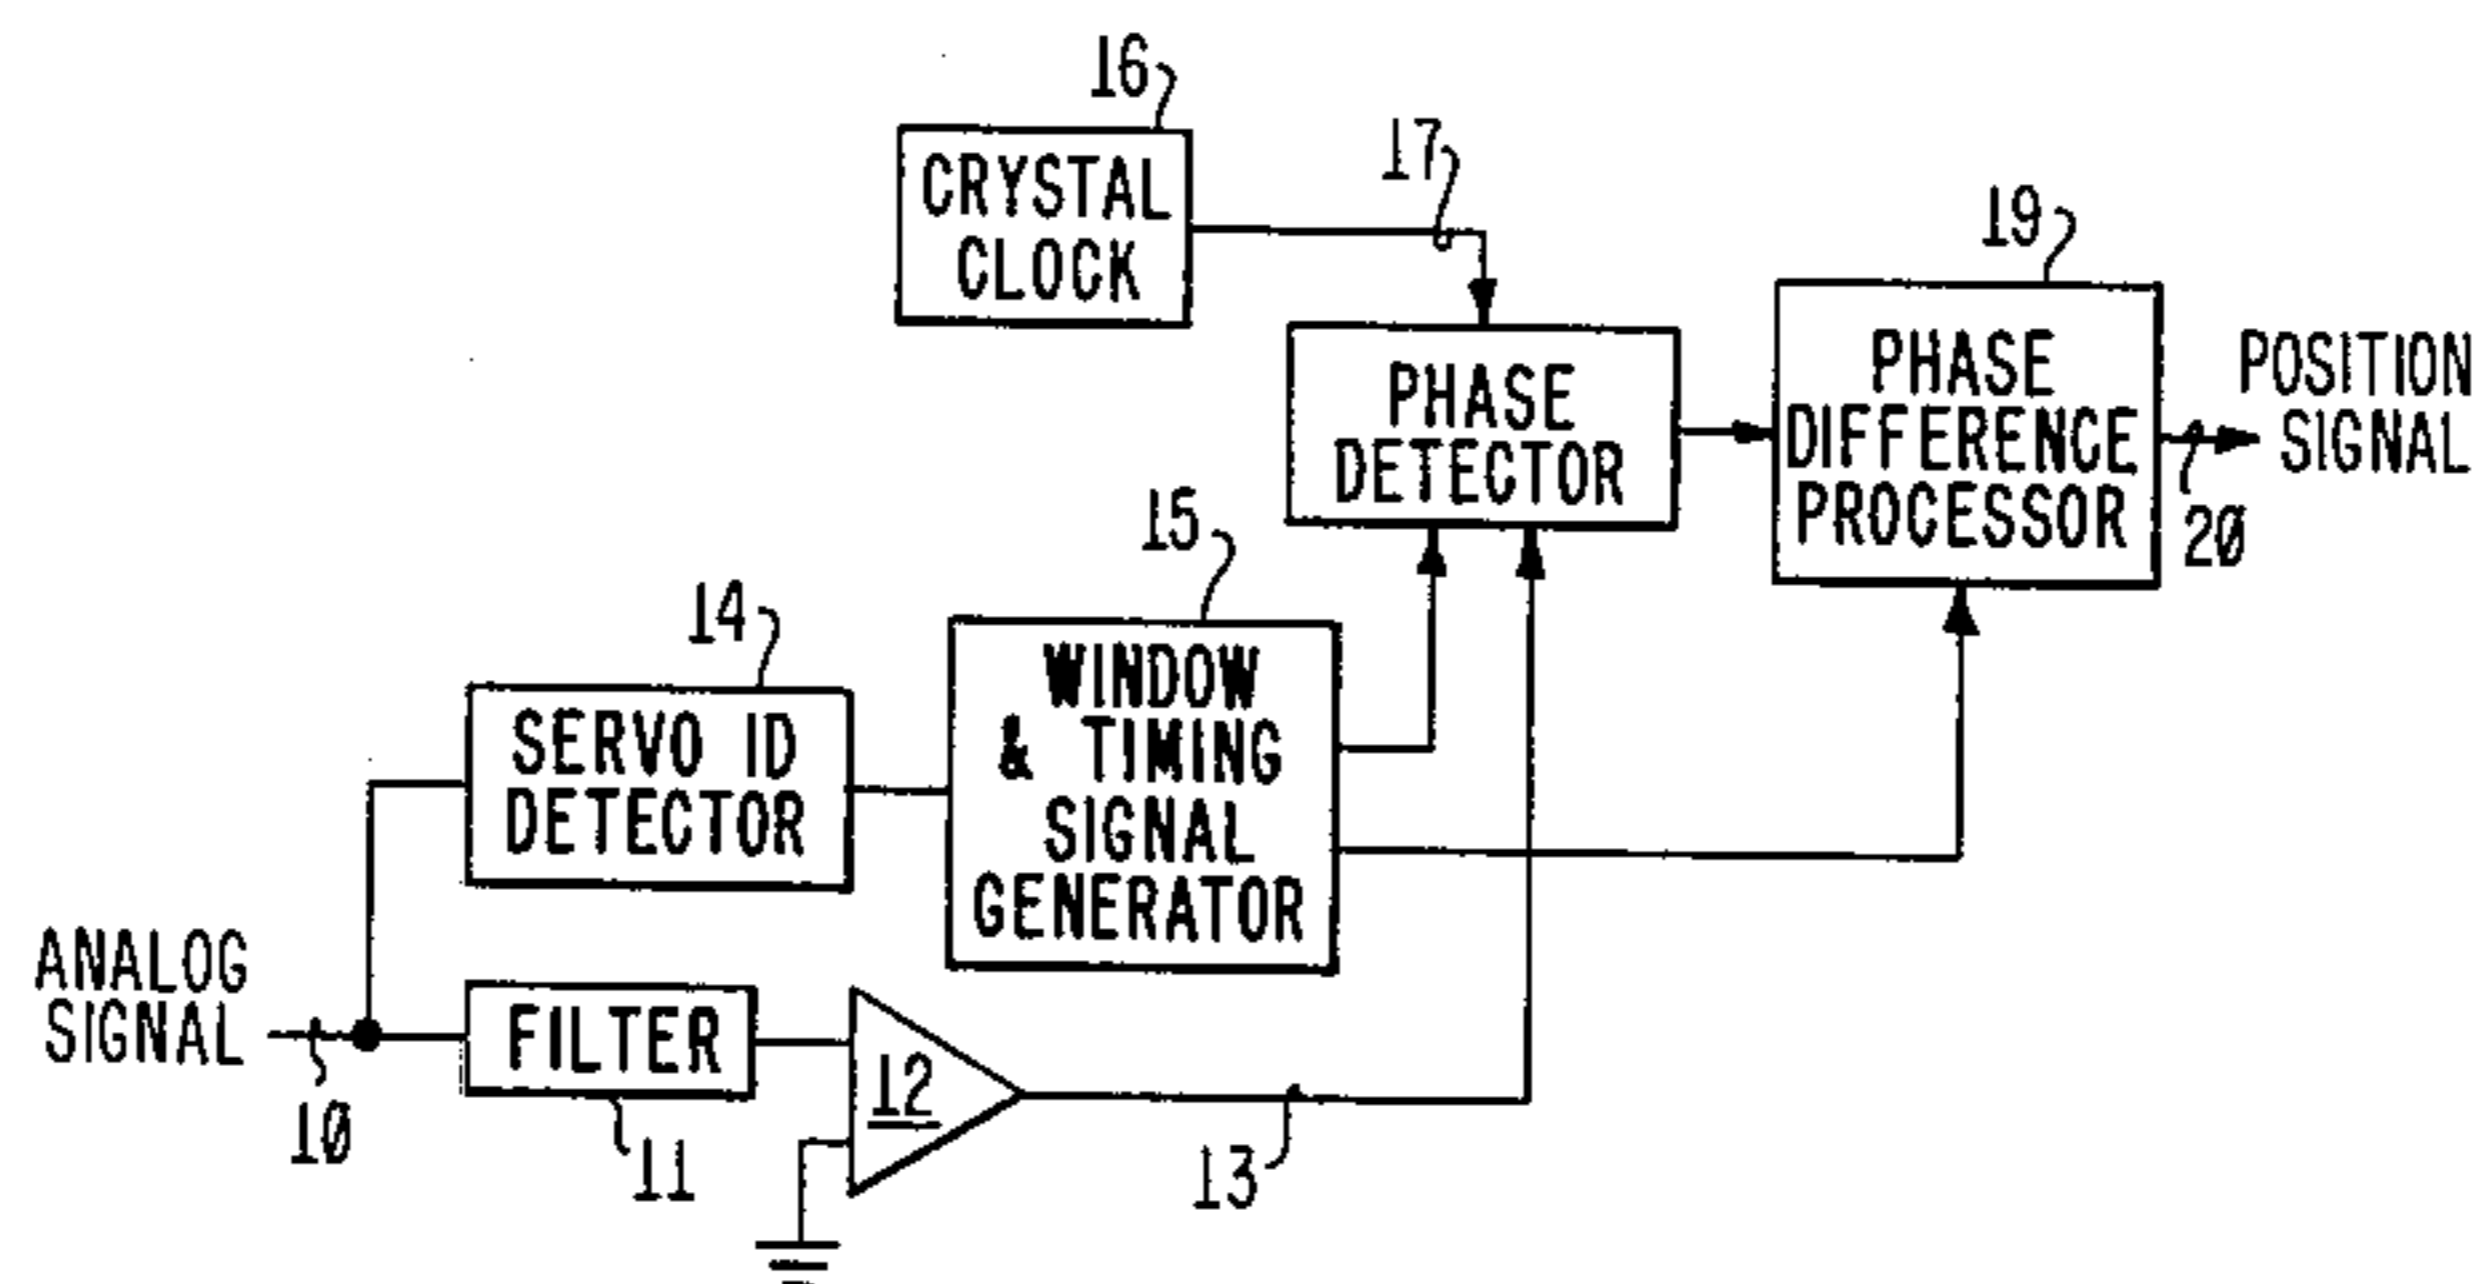 16
CRYSTAL
CLOCK
17
19
PHASE
DETECTOR
PHASE
DIFFERENCE
PROCESSOR
POSITION
SIGNAL
20
15
WINDOW
& TIMING
SIGNAL
GENERATOR
14
SERVO ID
DETECTOR
ANALOG
SIGNAL
10
FILTER
11
12
13